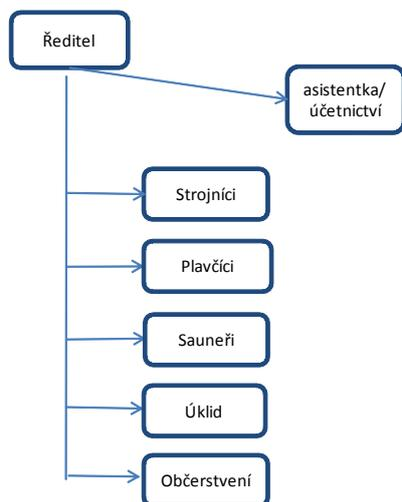 Ředitel
asistentka/
účetnictví
Strojníci
Plavčíci
Sauneři
Úklid
Občerstvení